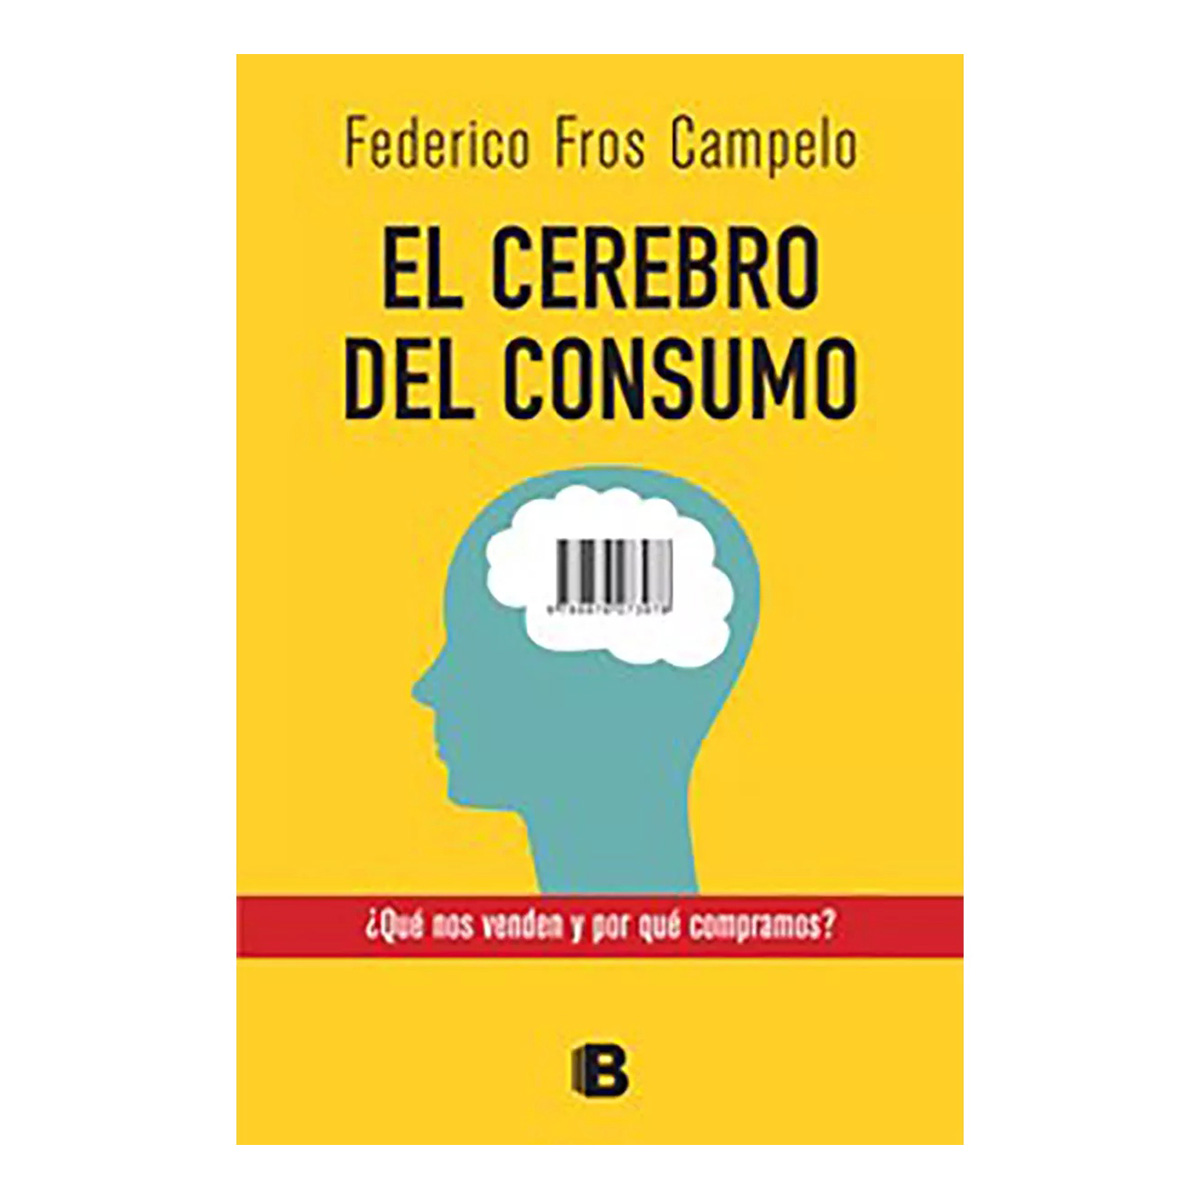 Federico Fros Campelo
EL CEREBRO
DEL CONSUMO
¿Qué nos venden y por qué compramos?
B